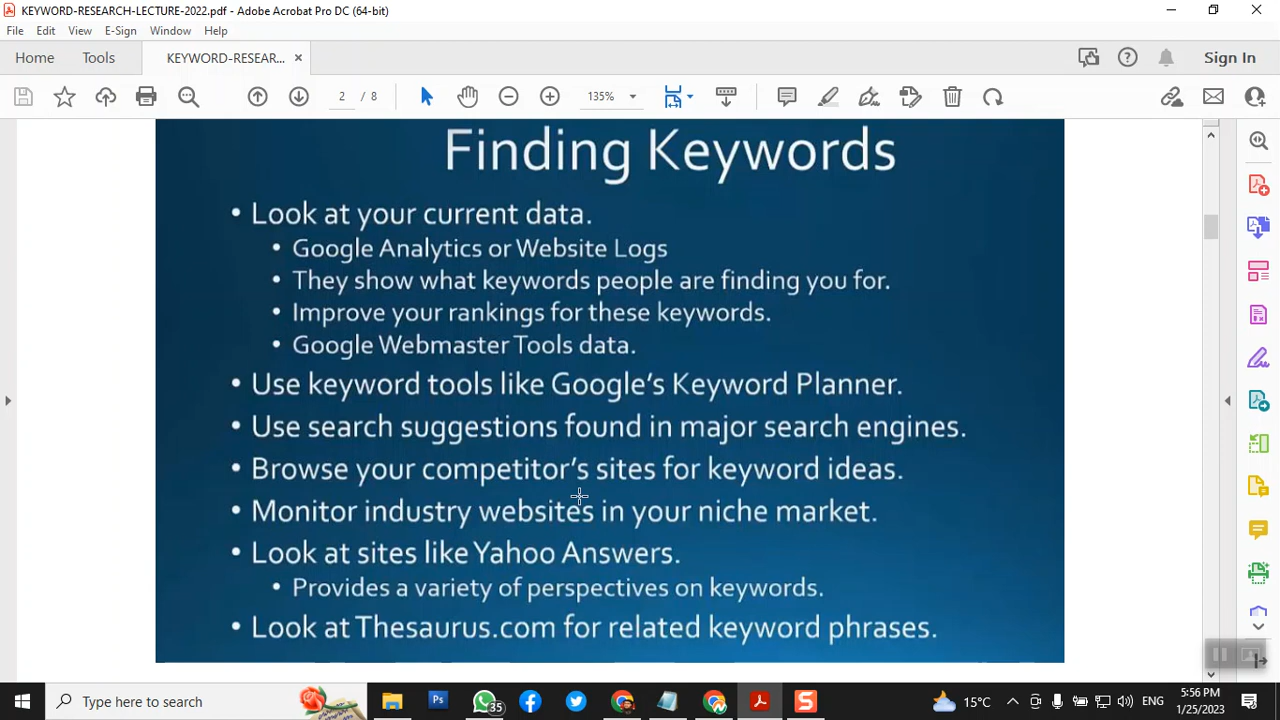 KEYWORD-RESEARCH-LECTURE-2022.pdf - Adobe Acrobat Pro DC (64-bit)
File Edit View E-Sign Window Help
Home Tools KEYWORD-RESEAR... × Sign In
2 / 8 135%
Finding Keywords
• Look at your current data.
• Google Analytics or Website Logs
• They show what keywords people are finding you for.
• Improve your rankings for these keywords.
• Google Webmaster Tools data.
• Use keyword tools like Google's Keyword Planner.
• Use search suggestions found in major search engines.
• Browse your competitor's sites for keyword ideas.
• Monitor industry websites in your niche market.
• Look at sites like Yahoo Answers.
• Provides a variety of perspectives on keywords.
• Look at Thesaurus.com for related keyword phrases.
Type here to search Ps 35 S 15°C ENG 5:56 PM
1/25/2023